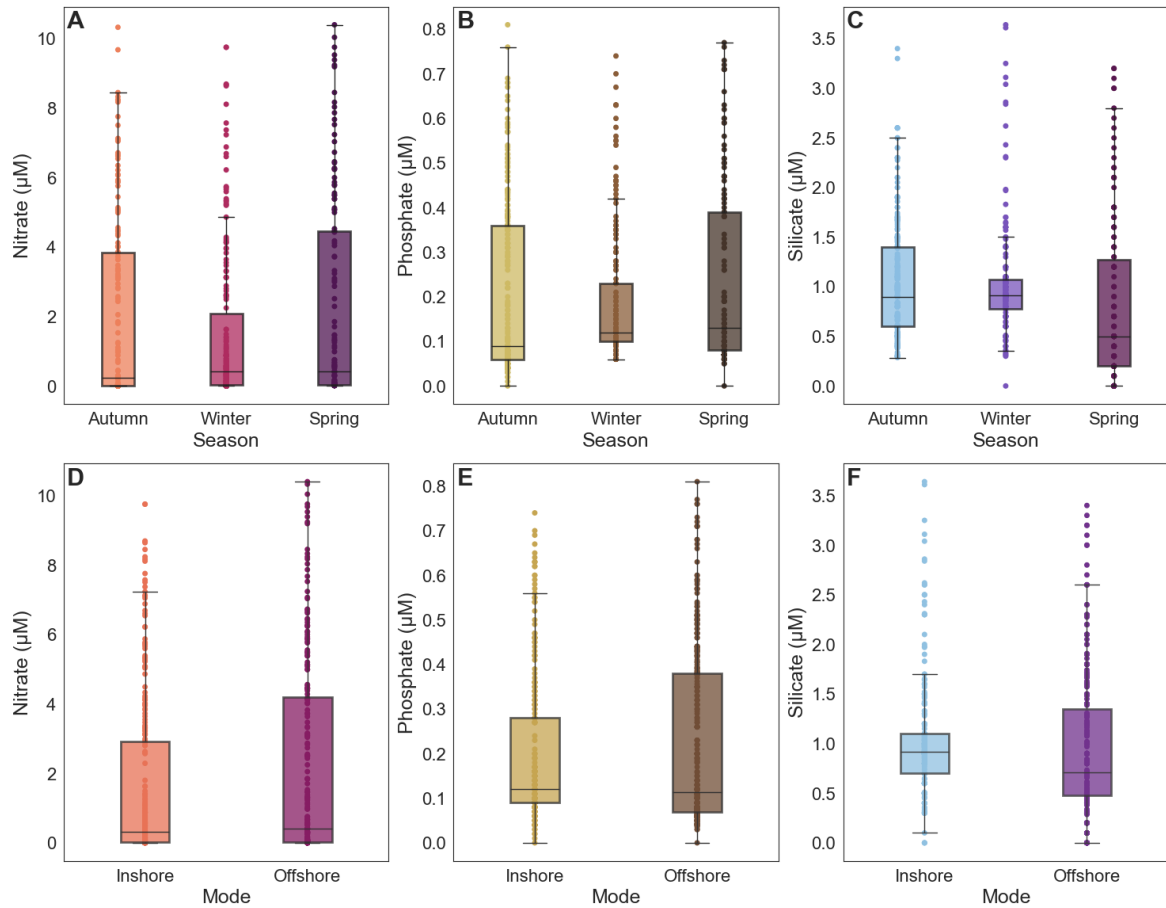 A
B
C
10
8
6
4
2
0
Nitrate (µM)
Autumn Winter Spring
Season
0.8
0.7
0.6
0.5
0.4
0.3
0.2
0.1
0.0
Phosphate (µM)
Autumn Winter Spring
Season
3.5
3.0
2.5
2.0
1.5
1.0
0.5
0.0
Silicate (µM)
Autumn Winter Spring
Season
D
E
F
10
8
6
4
2
0
Nitrate (µM)
Inshore Offshore
Mode
0.8
0.7
0.6
0.5
0.4
0.3
0.2
0.1
0.0
Phosphate (µM)
Inshore Offshore
Mode
3.5
3.0
2.5
2.0
1.5
1.0
0.5
0.0
Silicate (µM)
Inshore Offshore
Mode